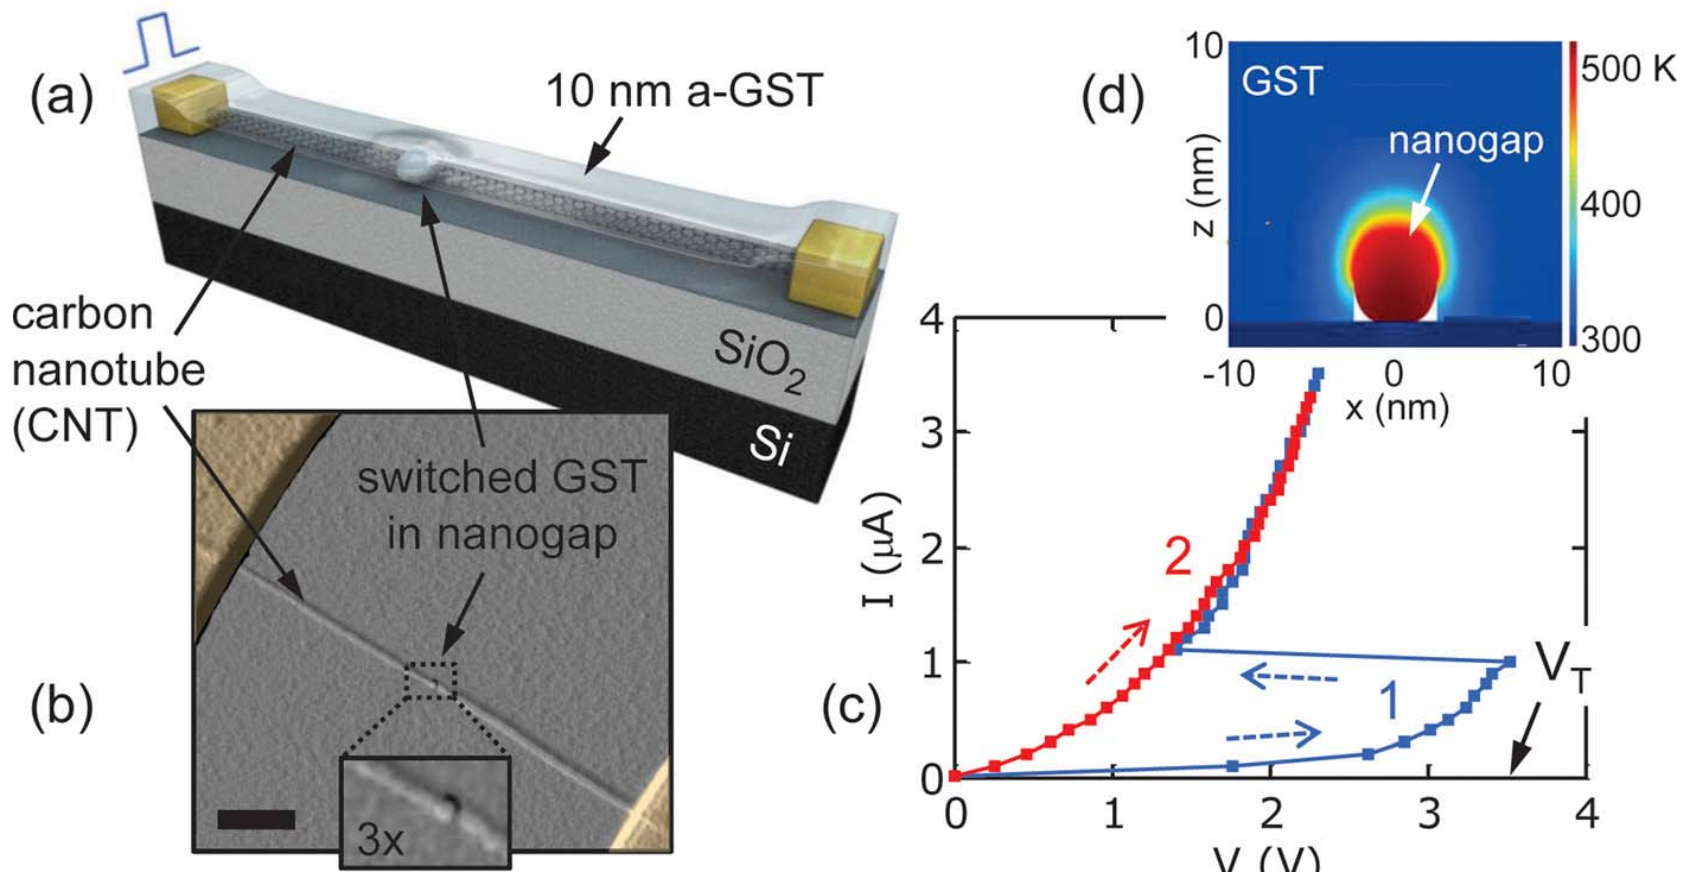 (a)
10 nm a-GST
carbon
nanotube
(CNT)
SiO2
Si
switched GST
in nanogap
(b)
3x
(d)
10
GST
nanogap
z (nm)
0
-10
0
10
x (nm)
500 K
400
300
(c)
4
3
2
1
0
I (μA)
2
1
VT
0
1
2
3
4
V (V)